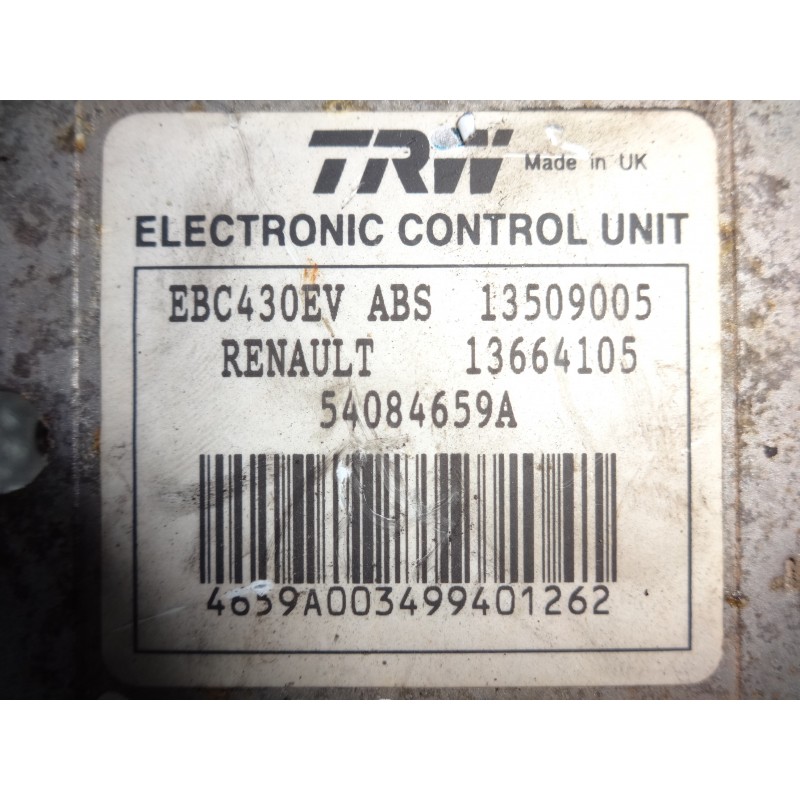 TRW Made in UK
ELECTRONIC CONTROL UNIT
EBC430EV ABS 13509005
RENAULT 13664105
54084659A
4659A003499401262